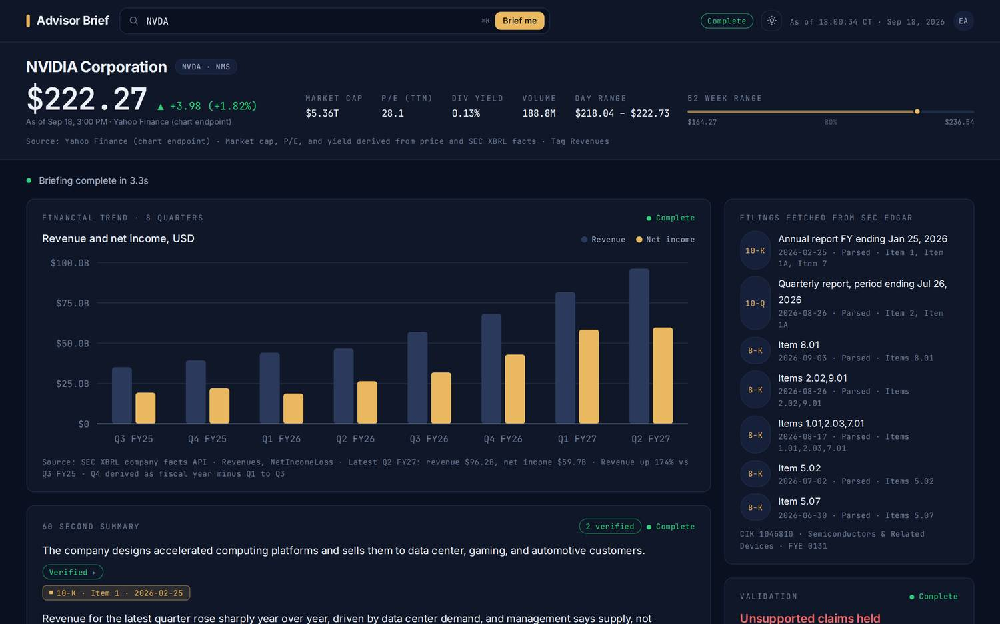 Advisor Brief
NVDA
⌘K
Brief me
Complete
As of 18:00:34 CT · Sep 18, 2026
EA
NVIDIA Corporation
NVDA · NMS
$222.27 ▲ +3.98 (+1.82%)
As of Sep 18, 3:00 PM · Yahoo Finance (chart endpoint)
MARKET CAP
$5.36T
P/E (TTM)
28.1
DIV YIELD
0.13%
VOLUME
188.8M
DAY RANGE
$218.04 – $222.73
52 WEEK RANGE
$164.27 80% $236.54
Source: Yahoo Finance (chart endpoint) · Market cap, P/E, and yield derived from price and SEC XBRL facts · Tag Revenues
Briefing complete in 3.3s
FINANCIAL TREND · 8 QUARTERS
Complete
Revenue and net income, USD
Revenue
Net income
$100.0B
$75.0B
$50.0B
$25.0B
$0
Q3 FY25 Q4 FY25 Q1 FY26 Q2 FY26 Q3 FY26 Q4 FY26 Q1 FY27 Q2 FY27
Source: SEC XBRL company facts API · Revenues, NetIncomeLoss · Latest Q2 FY27: revenue $96.2B, net income $59.7B · Revenue up 174% vs
Q3 FY25 · Q4 derived as fiscal year minus Q1 to Q3
60 SECOND SUMMARY
2 verified
Complete
The company designs accelerated computing platforms and sells them to data center, gaming, and automotive customers.
Verified ▸
10-K · Item 1 · 2026-02-25
Revenue for the latest quarter rose sharply year over year, driven by data center demand, and management says supply, not
FILINGS FETCHED FROM SEC EDGAR
10-K
Annual report FY ending Jan 25, 2026
2026-02-25 · Parsed · Item 1, Item
1A, Item 7
10-Q
Quarterly report, period ending Jul 26,
2026
2026-08-26 · Parsed · Item 2, Item
1A
8-K
Item 8.01
2026-09-03 · Parsed · Items 8.01
8-K
Items 2.02,9.01
2026-08-26 · Parsed · Items
2.02,9.01
8-K
Items 1.01,2.03,7.01
2026-08-17 · Parsed · Items
1.01,2.03,7.01
8-K
Item 5.02
2026-07-02 · Parsed · Items 5.02
8-K
Item 5.07
2026-06-30 · Parsed · Items 5.07
CIK 1045810 · Semiconductors & Related
Devices · FYE 0131
VALIDATION
Complete
Unsupported claims held